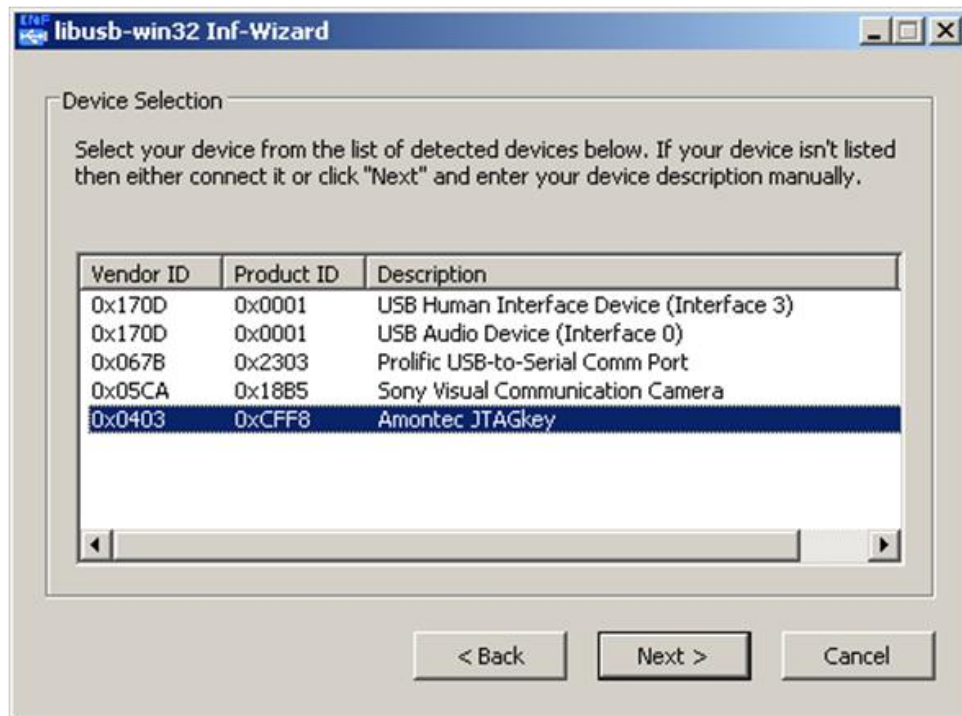 libusb-win32 Inf-Wizard
Device Selection
Select your device from the list of detected devices below. If your device isn't listed
then either connect it or click "Next" and enter your device description manually.
Vendor ID Product ID Description
0x170D 0x0001 USB Human Interface Device (Interface 3)
0x170D 0x0001 USB Audio Device (Interface 0)
0x067B 0x2303 Prolific USB-to-Serial Comm Port
0x05CA 0x18B5 Sony Visual Communication Camera
0x0403 0xCFF8 Amontec JTAGkey
< Back Next > Cancel